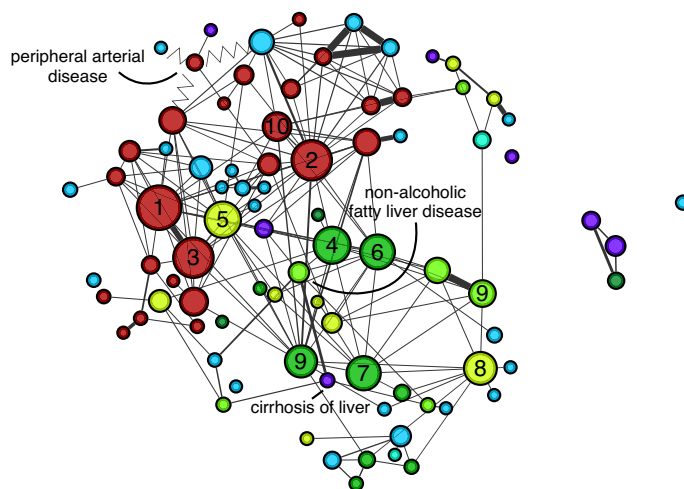 peripheral arterial
disease
10
2
non-alcoholic
fatty liver disease
1
5
4
6
3
9
9
7
8
cirrhosis of liver